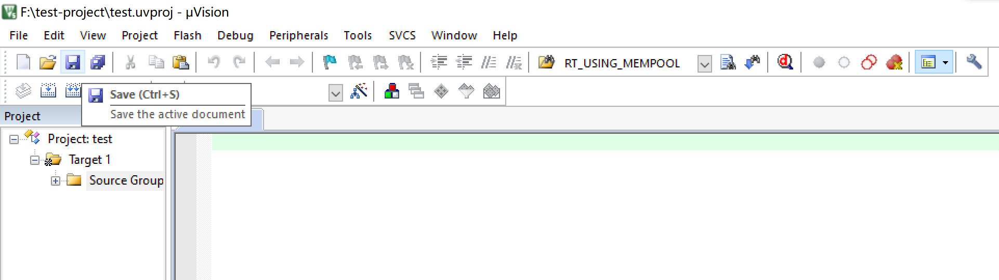 F:\test-project\test.uvproj - µVision
File Edit View Project Flash Debug Peripherals Tools SVCS Window Help
RT_USING_MEMPOOL
Save (Ctrl+S)
Save the active document
Project
Project: test
Target 1
Source Group